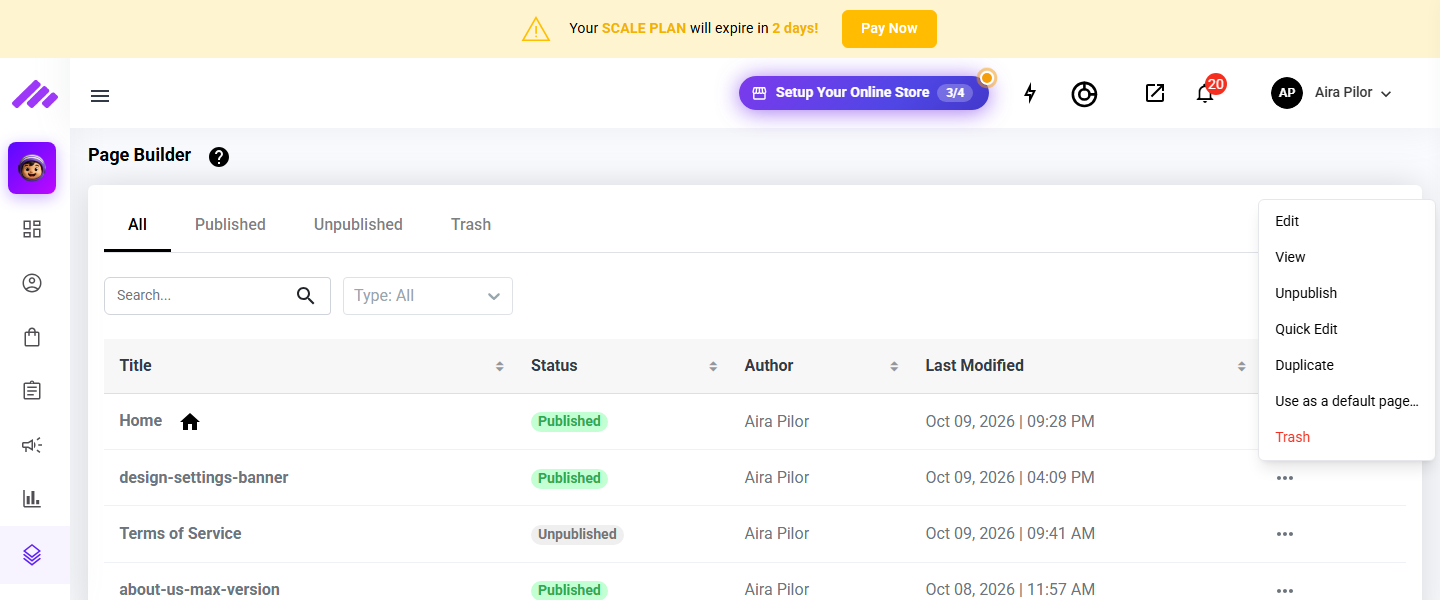 Your SCALE PLAN will expire in 2 days! Pay Now
Setup Your Online Store 3/4
20
AP Aira Pilor
Page Builder ?
All Published Unpublished Trash
Search... Type: All
Title Status Author Last Modified
Home Published Aira Pilor Oct 09, 2026 | 09:28 PM
design-settings-banner Published Aira Pilor Oct 09, 2026 | 04:09 PM
Terms of Service Unpublished Aira Pilor Oct 09, 2026 | 09:41 AM
about-us-max-version Published Aira Pilor Oct 08, 2026 | 11:57 AM
Edit
View
Unpublish
Quick Edit
Duplicate
Use as a default page...
Trash